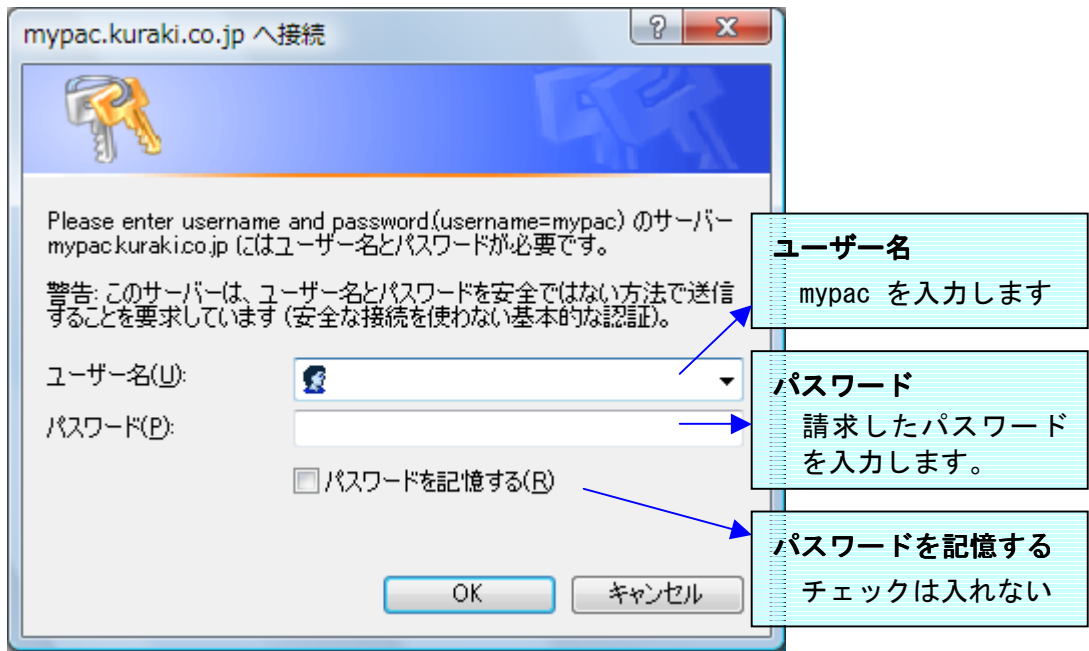 mypac.kuraki.co.jp へ接続
Please enter username and password.(username=mypac) のサーバー
mypac.kuraki.co.jp にはユーザー名とパスワードが必要です。
警告: このサーバーは、ユーザー名とパスワードを安全ではない方法で送信
することを要求しています (安全な接続を使わない基本的な認証)。
ユーザー名(U):
パスワード(P):
パスワードを記憶する(R)
OK
キャンセル
ユーザー名
mypac を入力します
パスワード
請求したパスワード
を入力します。
パスワードを記憶する
チェックは入れない